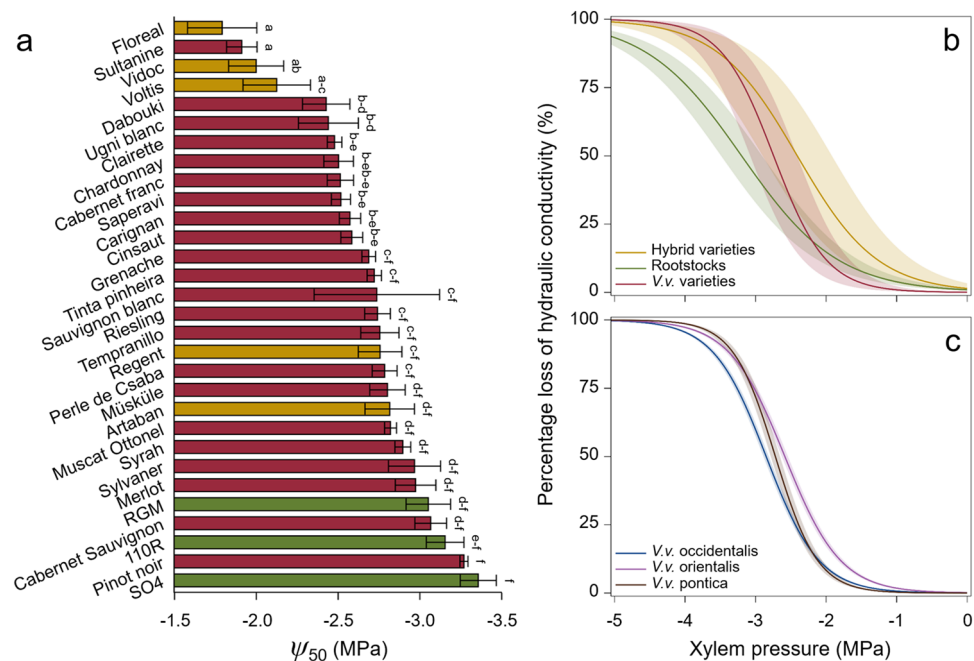 a
Floreal
Sultanine
Vidoc
Voltis
Dabouki
Ugni blanc
Clairette
Chardonnay
Cabernet franc
Saperavi
Carignan
Cinsaut
Grenache
Tinta pinheira
Sauvignon blanc
Riesling
Tempranillo
Regent
Perle de Csaba
Müsküle
Artaban
Muscat Ottonel
Syrah
Sylvaner
Merlot
RGM
Cabernet Sauvignon
110R
Pinot noir
SO4
a
a
ab
a-c
b-d
b-d
b-e
b-e
b-e
b-e
b-e
b-e
c-f
c-f
c-f
c-f
c-f
c-f
c-f
d-f
d-f
d-f
d-f
d-f
d-f
d-f
d-f
e-f
f
f
-1.5 -2.0 -2.5 -3.0 -3.5
ψ50 (MPa)
b
Percentage loss of hydraulic conductivity (%)
100
75
50
25
0
Hybrid varieties
Rootstocks
V.v. varieties
c
100
75
50
25
0
V.v. occidentalis
V.v. orientalis
V.v. pontica
-5 -4 -3 -2 -1 0
Xylem pressure (MPa)